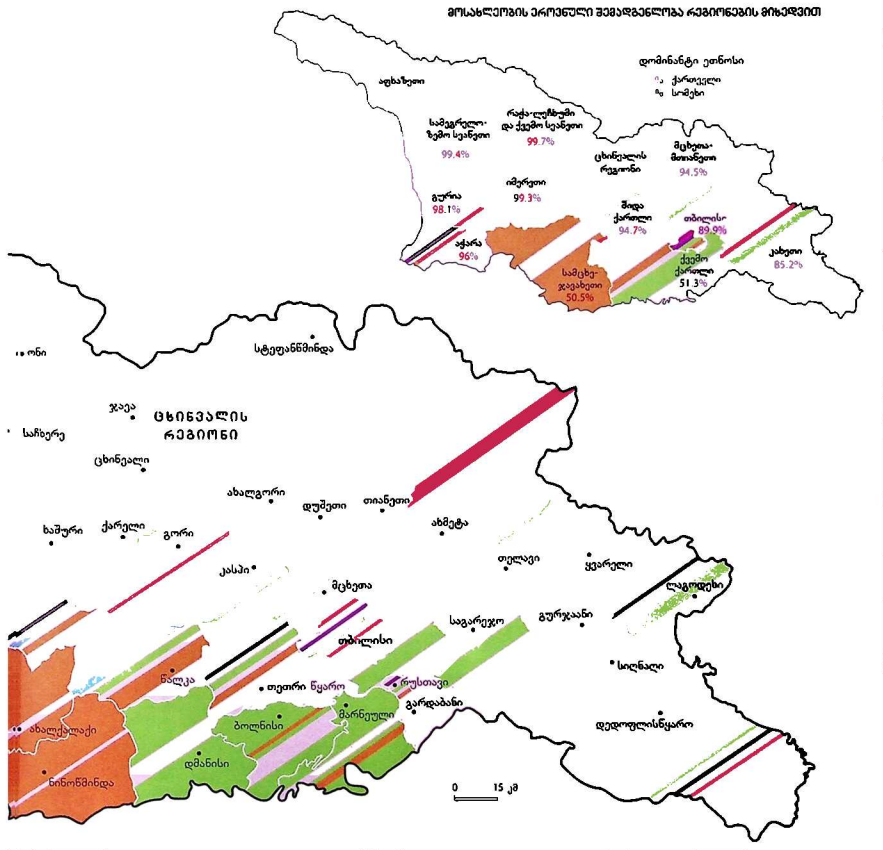 მოსახლეობის ეროვნული შემადგენლობა რეგიონების მიხედვით
დომინანტი ეთნოსი
ქართველი
სომეხი
აფხაზეთი
სამეგრელო-
ზემო სვანეთი
99.4%
რაჭა-ლეჩხუმი
და ქვემო სვანეთი
99.7%
მცხეთა-
მთიანეთი
94.5%
ცხინვალის
რეგიონი
გურია
98.1%
იმერეთი
99.3%
შიდა
ქართლი
94.7%
თბილისი
89.9%
აჭარა
96%
კახეთი
85.2%
სამცხე-
ჯავახეთი
50.5%
ქვემო
ქართლი
51.3%
სტეფანწმინდა
ონი
ჯავა
ცხინვალის
რეგიონი
საჩხერე
ცხინვალი
ახალგორი
დუშეთი
თიანეთი
ხაშური
ქარელი
გორი
ახმეტა
კასპი
თელავი
ყვარელი
მცხეთა
ლაგოდეხი
თბილისი
საგარეჯო
გურჯაანი
წალკა
თეთრი წყარო
რუსთავი
სიღნაღი
ახალქალაქი
ბოლნისი
მარნეული
გარდაბანი
დედოფლისწყარო
ნინოწმინდა
დმანისი
0 15 კმ